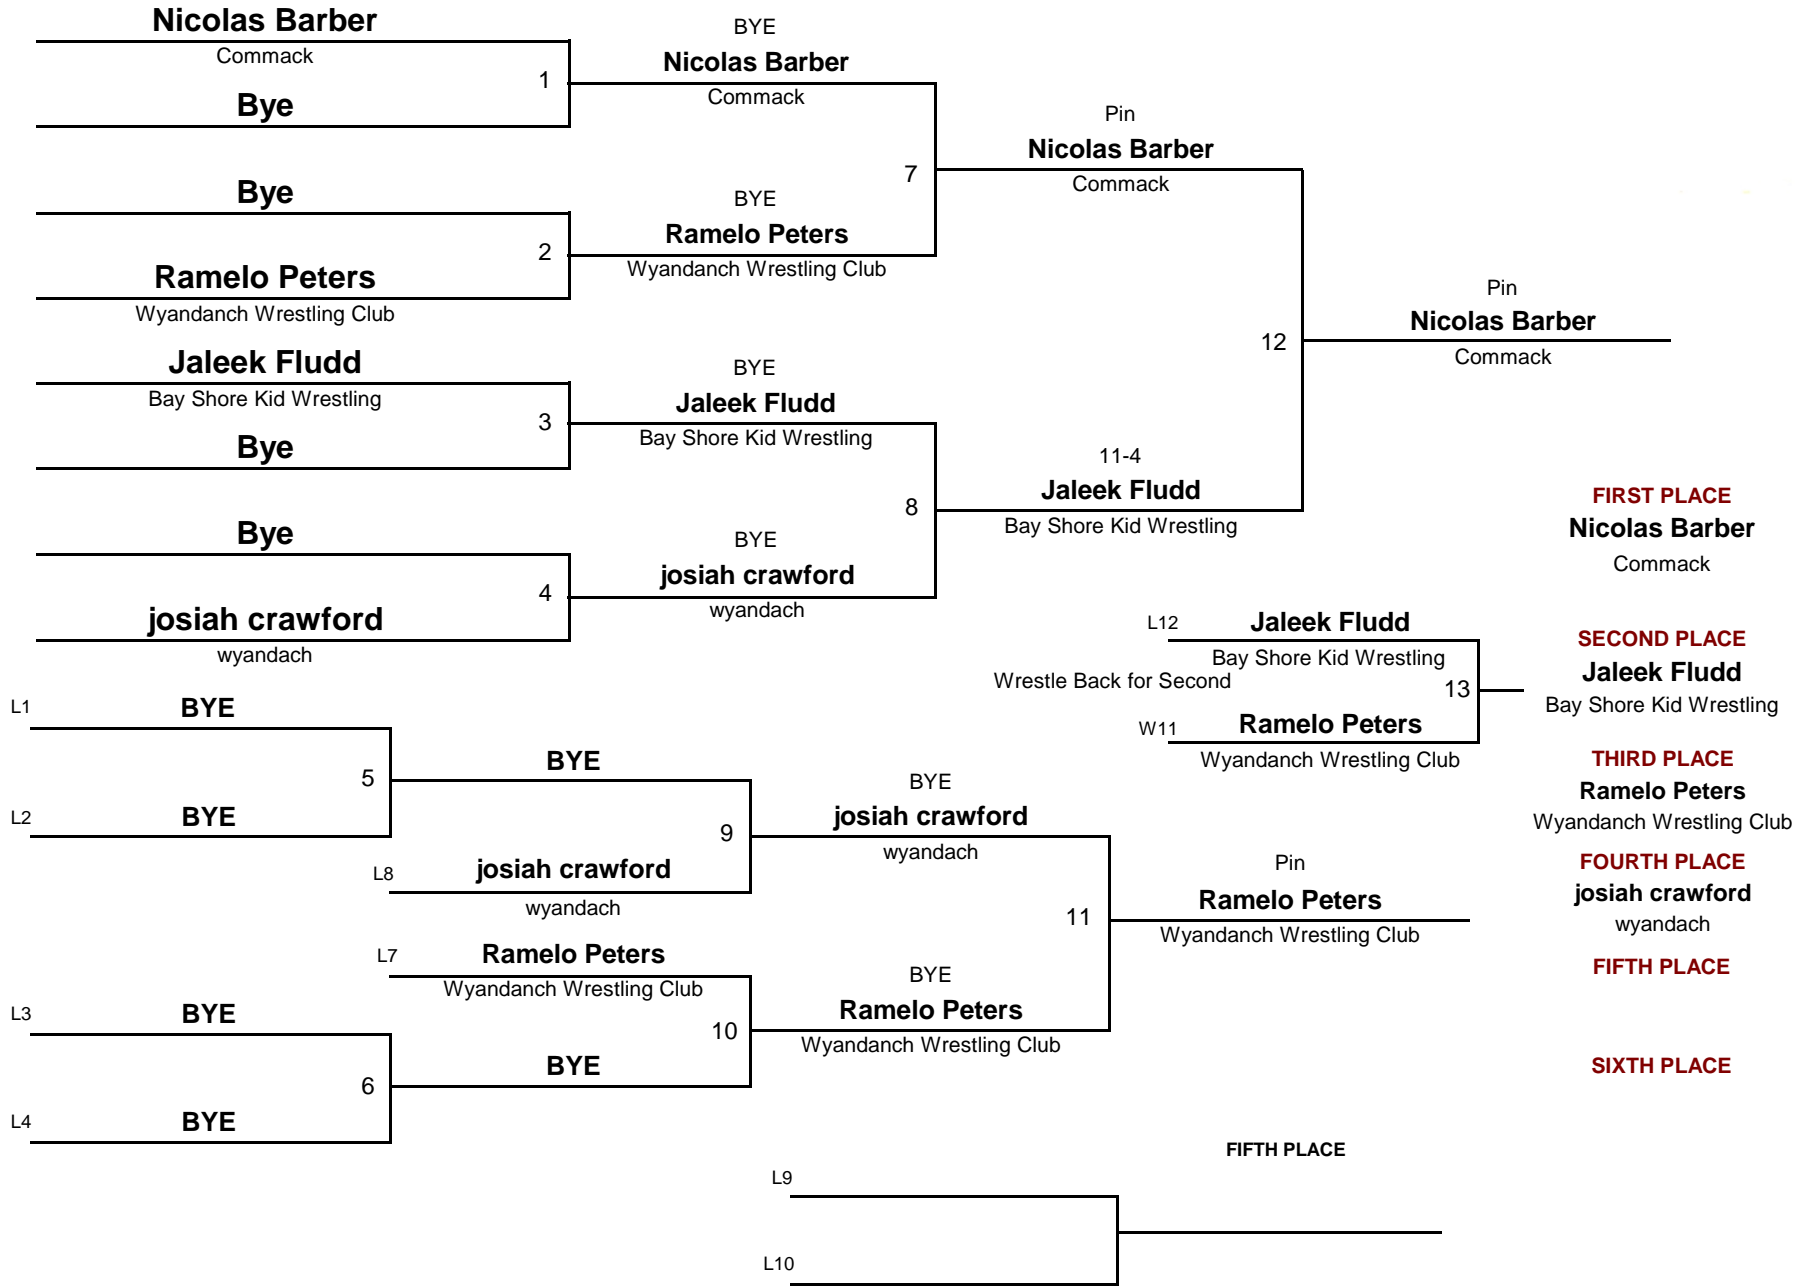 Nicolas Barber
Commack
1
Bye
BYE
Nicolas Barber
Commack
Bye
2
Ramelo Peters
Wyandanch Wrestling Club
BYE
Ramelo Peters
Wyandanch Wrestling Club
7
Pin
Nicolas Barber
Commack
Jaleek Fludd
Bay Shore Kid Wrestling
3
Bye
BYE
Jaleek Fludd
Bay Shore Kid Wrestling
Bye
4
josiah crawford
wyandach
BYE
josiah crawford
wyandach
8
11-4
Jaleek Fludd
Bay Shore Kid Wrestling
12
Pin
Nicolas Barber
Commack
L12
Jaleek Fludd
Bay Shore Kid Wrestling
Wrestle Back for Second
13
W11
Ramelo Peters
Wyandanch Wrestling Club
FIRST PLACE
Nicolas Barber
Commack
SECOND PLACE
Jaleek Fludd
Bay Shore Kid Wrestling
THIRD PLACE
Ramelo Peters
Wyandanch Wrestling Club
FOURTH PLACE
josiah crawford
wyandach
FIFTH PLACE
SIXTH PLACE
L1
BYE
5
L2
BYE
BYE
9
L8
josiah crawford
wyandach
BYE
josiah crawford
wyandach
L7
Ramelo Peters
Wyandanch Wrestling Club
10
L3
BYE
6
L4
BYE
BYE
BYE
Ramelo Peters
Wyandanch Wrestling Club
11
Pin
Ramelo Peters
Wyandanch Wrestling Club
FIFTH PLACE
L9
L10